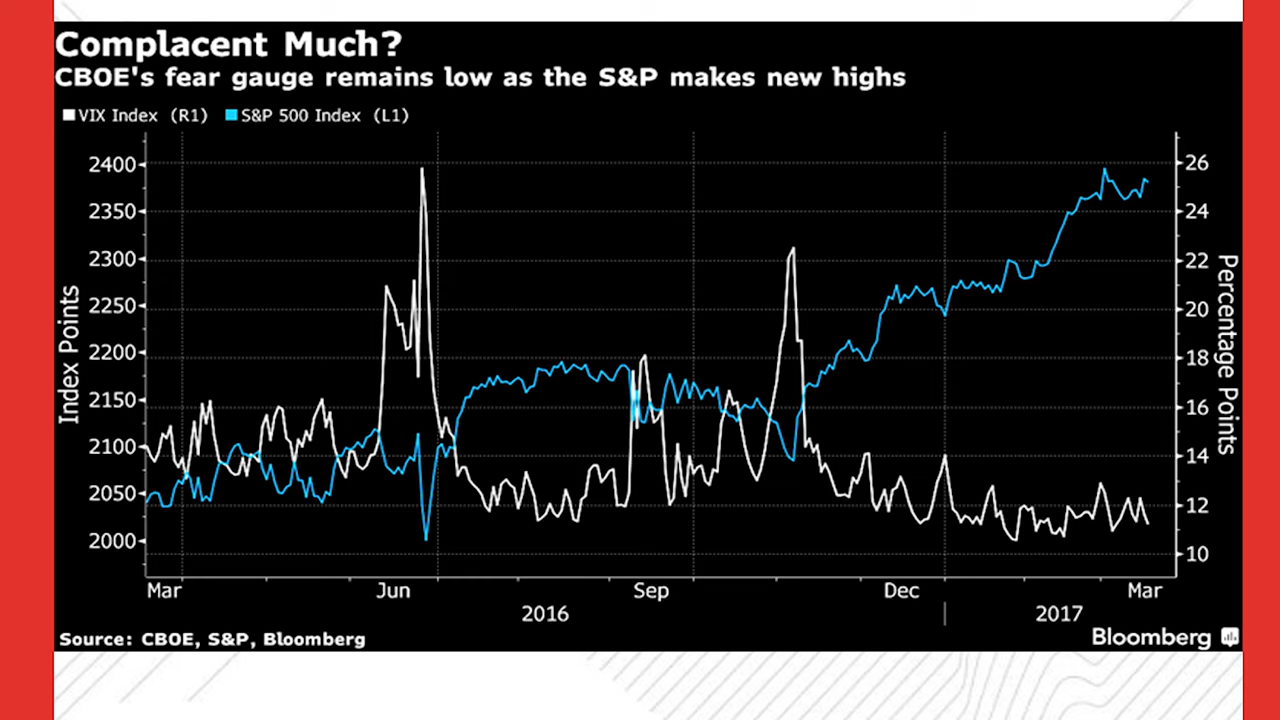 Complacent Much?
CBOE's fear gauge remains low as the S&P makes new highs
VIX Index (R1) S&P 500 Index (L1)
Index Points
2400
2350
2300
2250
2200
2150
2100
2050
2000
26
24
22
20
18
16
14
12
10
Percentage Points
Mar Jun Sep Dec Mar
2016 2017
Source: CBOE, S&P, Bloomberg
Bloomberg